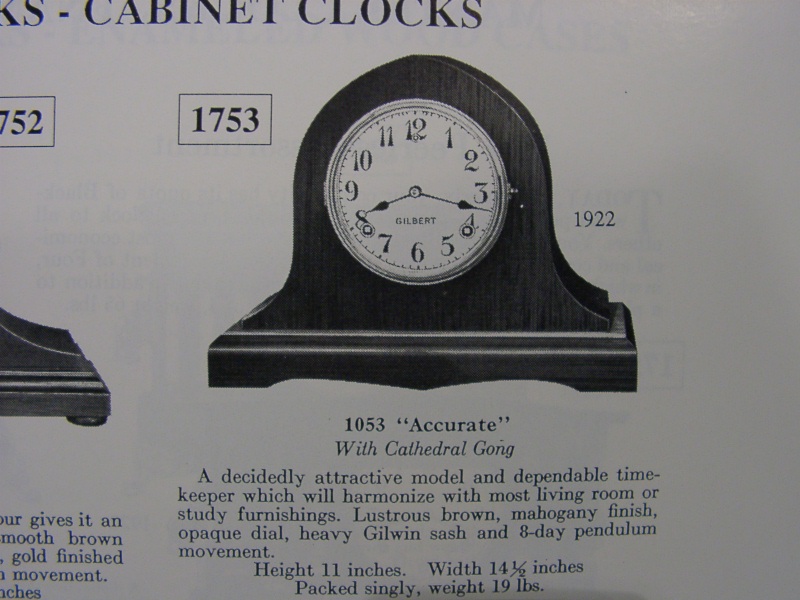 KS - CABINET CLOCKS
752
1753
12
1
2
3
4
5
6
7
8
9
10
11
GILBERT
1922
1053 "Accurate"
With Cathedral Gong
A decidedly attractive model and dependable time-
keeper which will harmonize with most living room or
study furnishings. Lustrous brown, mahogany finish,
opaque dial, heavy Gilwin sash and 8-day pendulum
movement.
Height 11 inches. Width 14½ inches
Packed singly, weight 19 lbs.
our gives it an
smooth brown
, gold finished
n movement.
nches